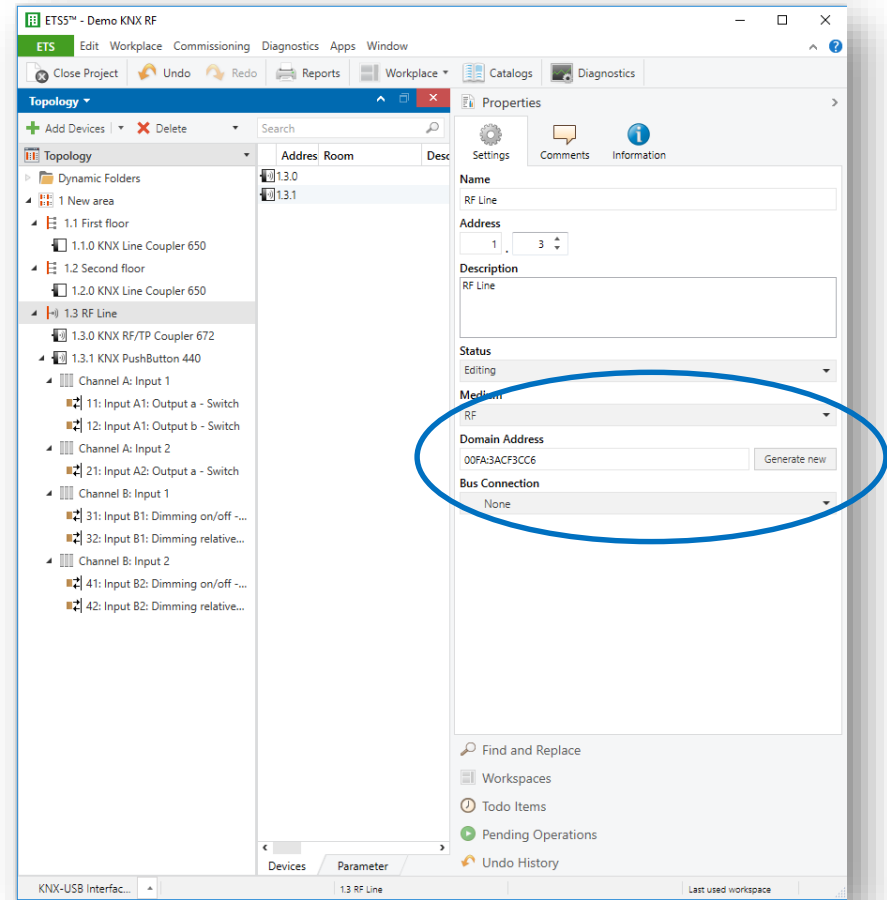 ETS5™ - Demo KNX RF
ETS Edit Workplace Commissioning Diagnostics Apps Window
Close Project Undo Redo Reports Workplace Catalogs Diagnostics
Topology
Add Devices Delete
Topology
Dynamic Folders
1 New area
1.1 First floor
1.1.0 KNX Line Coupler 650
1.2 Second floor
1.2.0 KNX Line Coupler 650
1.3 RF Line
1.3.0 KNX RF/TP Coupler 672
1.3.1 KNX PushButton 440
Channel A: Input 1
11: Input A1: Output a - Switch
12: Input A1: Output b - Switch
Channel A: Input 2
21: Input A2: Output a - Switch
Channel B: Input 1
31: Input B1: Dimming on/off -...
32: Input B1: Dimming relative...
Channel B: Input 2
41: Input B2: Dimming on/off -...
42: Input B2: Dimming relative...
Search
Addres Room Desc
1.3.0
1.3.1
Devices Parameter
Properties
Settings Comments Information
Name
RF Line
Address
1 . 3
Description
RF Line
Status
Editing
Medium
RF
Domain Address
00FA:3ACF3CC6 Generate new
Bus Connection
None
Find and Replace
Workspaces
Todo Items
Pending Operations
Undo History
KNX-USB Interfac... 1.3 RF Line Last used workspace